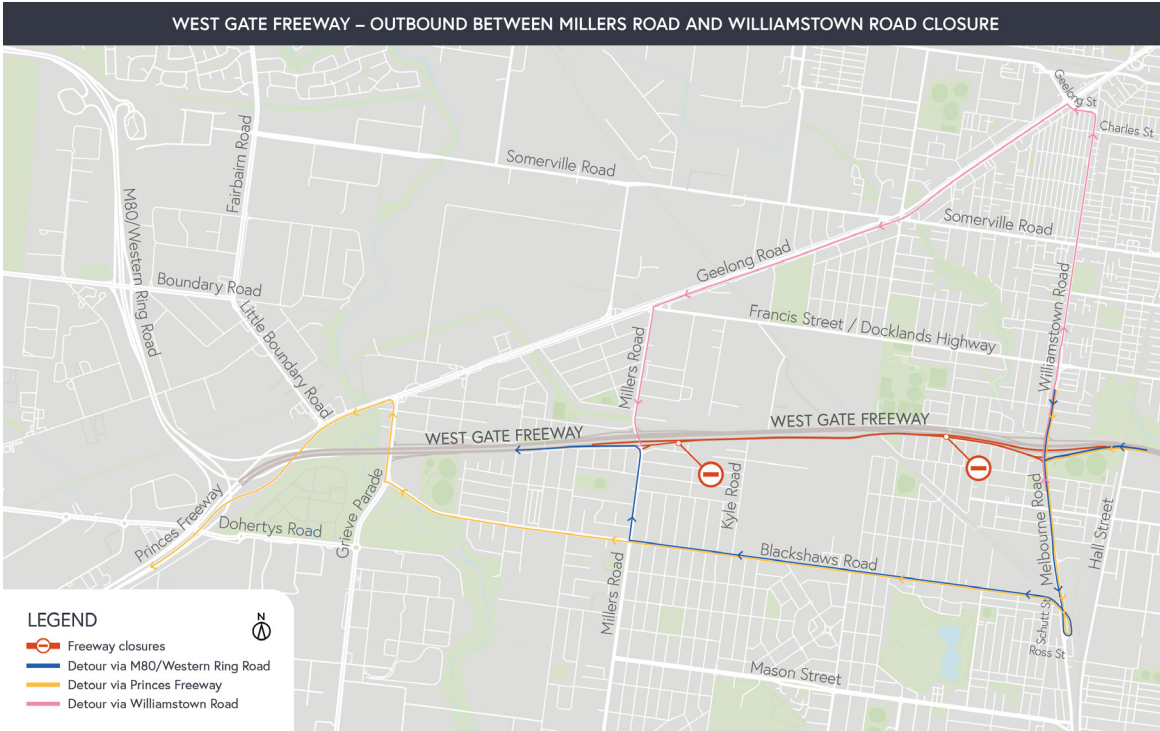 WEST GATE FREEWAY – OUTBOUND BETWEEN MILLERS ROAD AND WILLIAMSTOWN ROAD CLOSURE
Geelong St
Charles St
Fairbairn Road
Somerville Road
M80/Western Ring Road
Somerville Road
Geelong Road
Boundary Road
Williamstown Road
Little Boundary Road
Francis Street / Docklands Highway
Millers Road
WEST GATE FREEWAY
WEST GATE FREEWAY
Kyle Road
Grieve Parade
Princes Freeway
Melbourne Road
Hall Street
Dohertys Road
Blackshaws Road
Millers Road
Schutt St
Ross St
Mason Street
LEGEND
N
Freeway closures
Detour via M80/Western Ring Road
Detour via Princes Freeway
Detour via Williamstown Road